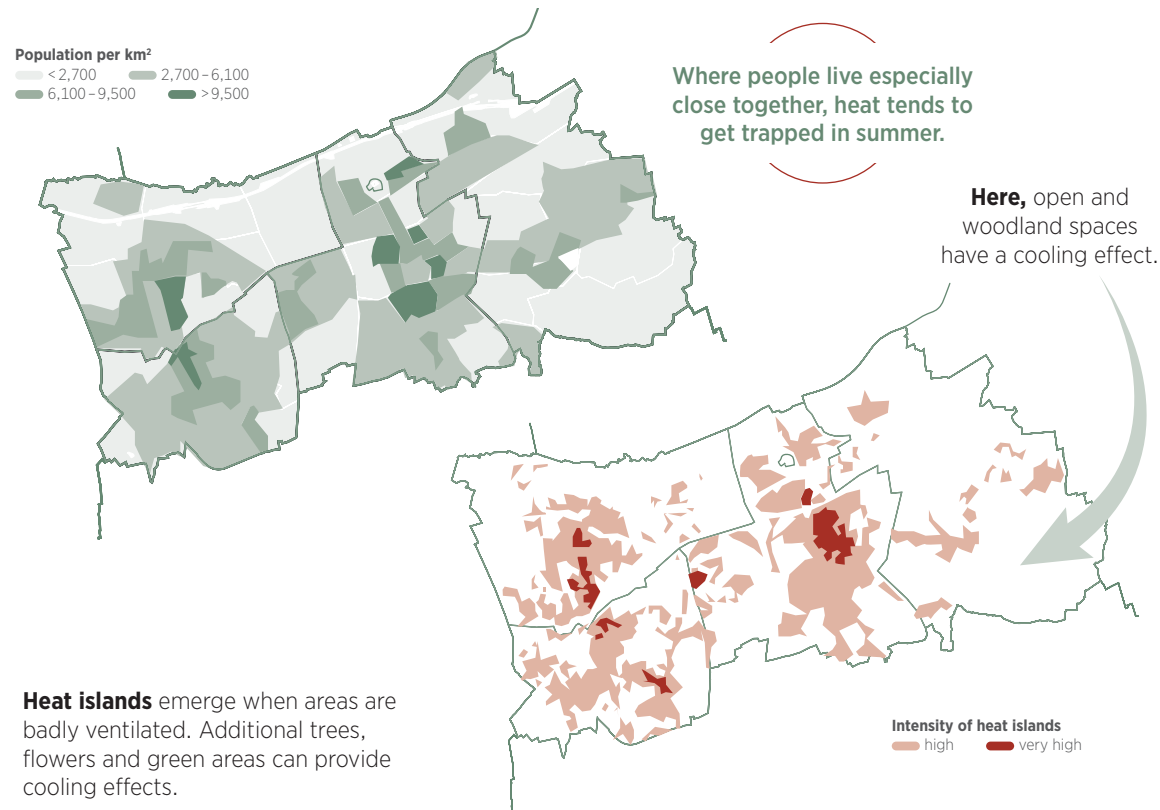 Population per km²
< 2,700
2,700 – 6,100
6,100 – 9,500
> 9,500
Where people live especially
close together, heat tends to
get trapped in summer.
Here, open and
woodland spaces
have a cooling effect.
Heat islands emerge when areas are
badly ventilated. Additional trees,
flowers and green areas can provide
cooling effects.
Intensity of heat islands
high
very high